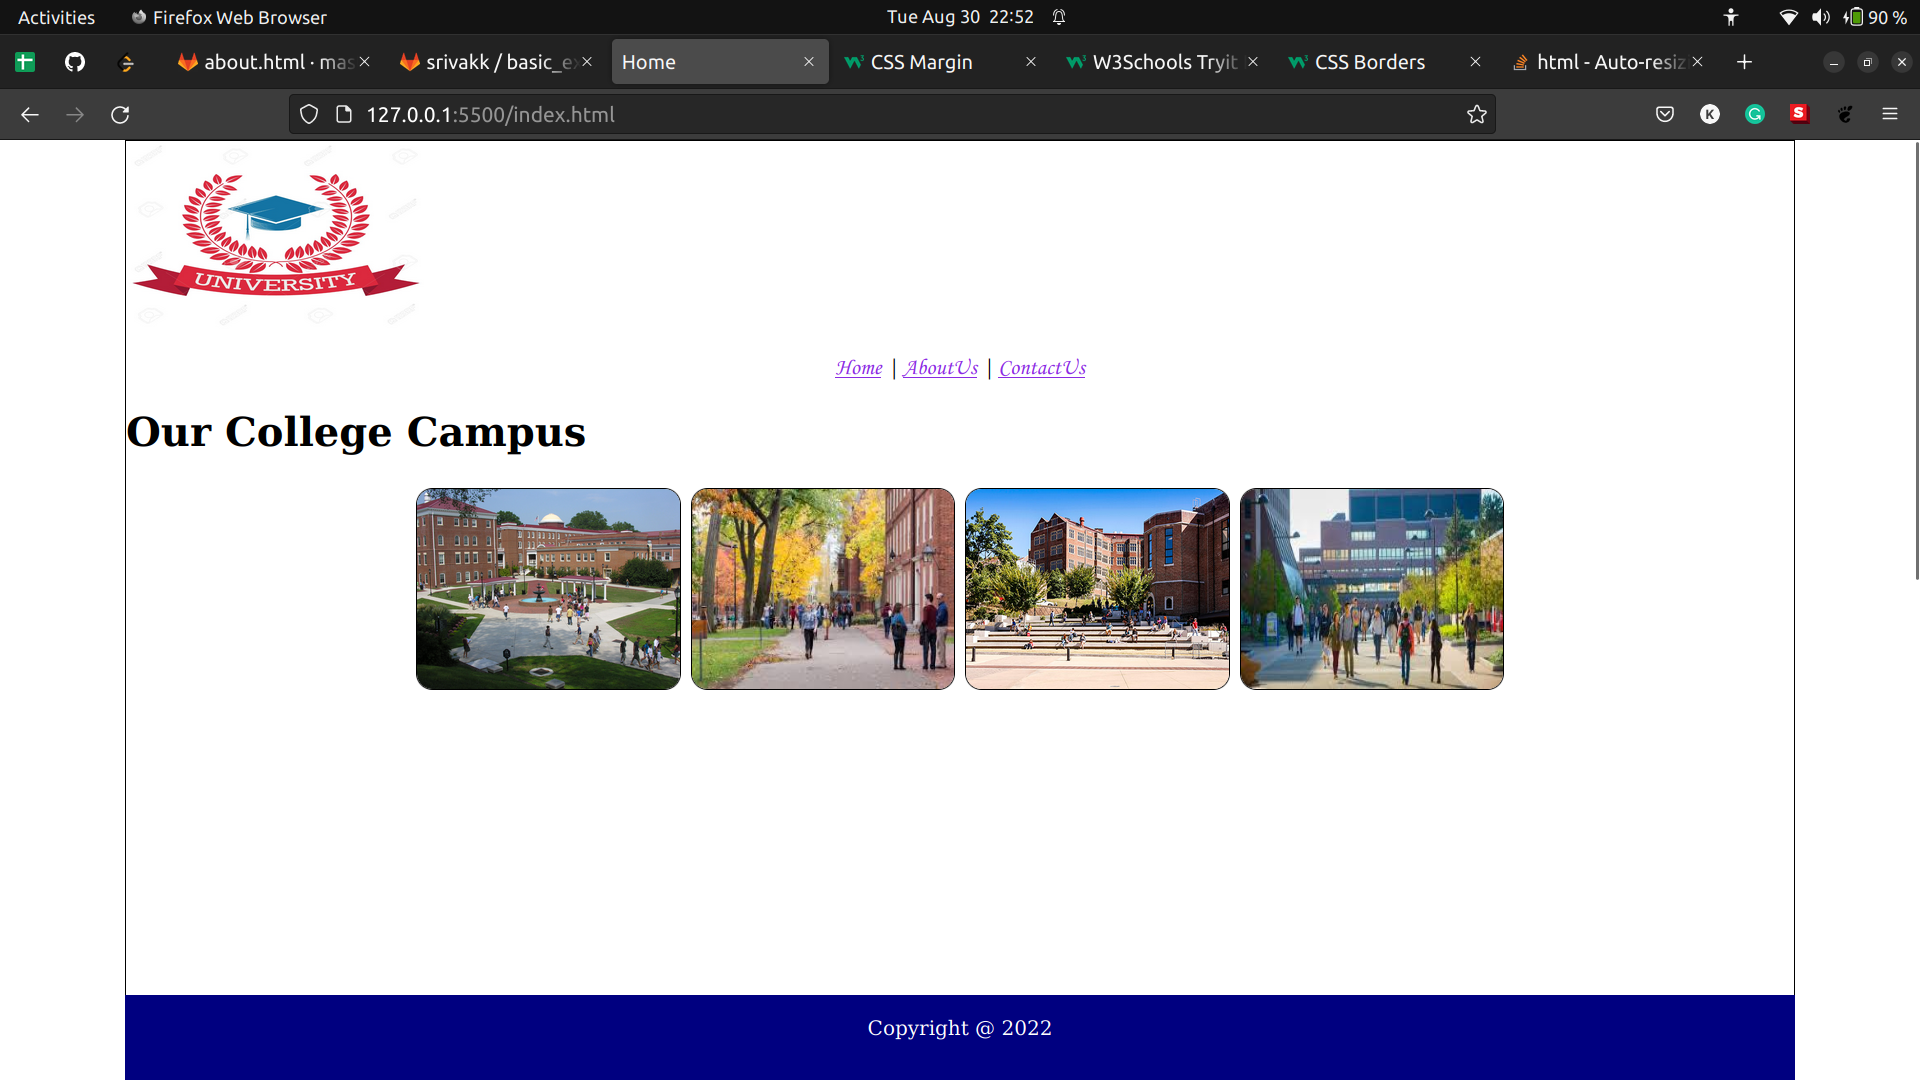 Activities Firefox Web Browser Tue Aug 30 22:52 90 %
about.html · mas srivakk / basic_e Home CSS Margin W3Schools Tryit CSS Borders html - Auto-resiz
127.0.0.1:5500/index.html K G S
UNIVERSITY
Home | AboutUs | ContactUs
Our College Campus
Copyright @ 2022